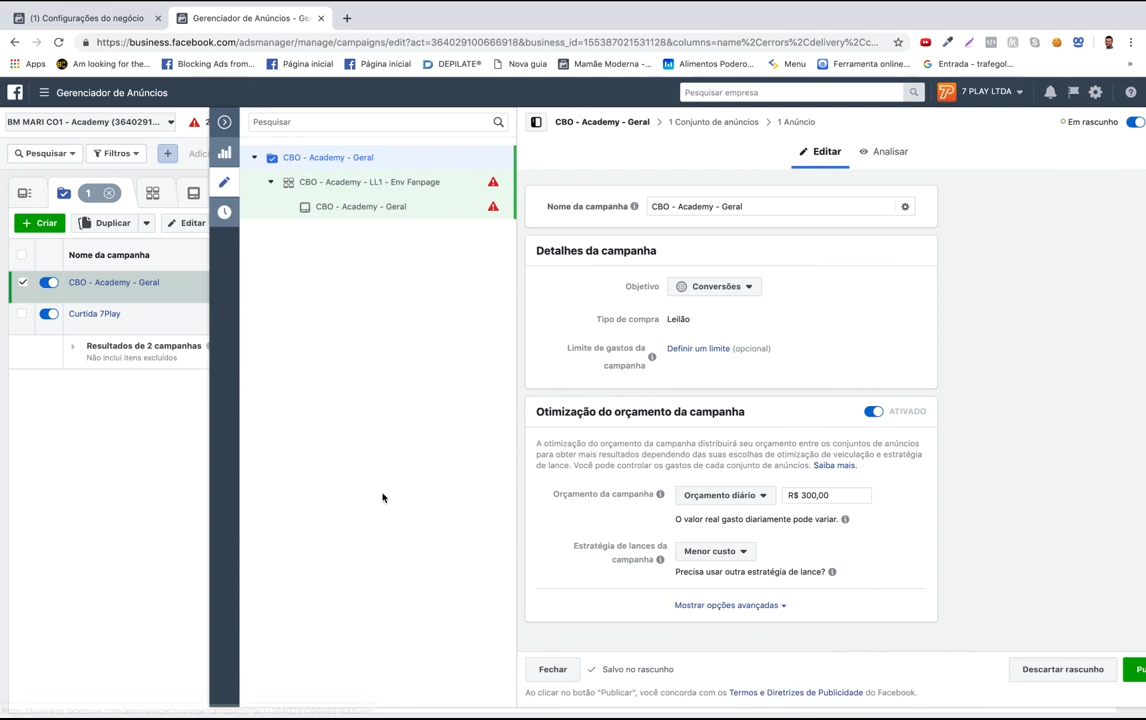 (1) Configurações do negócio
Gerenciador de Anúncios - Ger
https://business.facebook.com/adsmanager/manage/campaigns/edit?act=364029100666918&business_id=155387021531128&columns=name%2Cerrors%2Cdelivery%2Cc...
Apps
Am looking for the...
Blocking Ads from...
Página inicial
Página inicial
DEPILATE®
Nova guia
Mamãe Moderna -...
Alimentos Podero...
Menu
Ferramenta online...
Entrada - trafegol...
Gerenciador de Anúncios
Pesquisar empresa
7 PLAY LTDA
BM MARI CO1 - Academy (3640291...
2
Pesquisar
CBO - Academy - Geral
1 Conjunto de anúncios
1 Anúncio
Em rascunho
Pesquisar
Filtros
Adici
Editar
Analisar
CBO - Academy - Geral
CBO - Academy - LL1 - Env Fanpage
CBO - Academy - Geral
1
Criar
Duplicar
Editar
Nome da campanha
CBO - Academy - Geral
Curtida 7Play
Resultados de 2 campanhas
Não inclui itens excluídos
Nome da campanha
CBO - Academy - Geral
Detalhes da campanha
Objetivo
Conversões
Tipo de compra
Leilão
Limite de gastos da
campanha
Definir um limite (opcional)
Otimização do orçamento da campanha
ATIVADO
A otimização do orçamento da campanha distribuirá seu orçamento entre os conjuntos de anúncios
para obter mais resultados dependendo das suas escolhas de otimização de veiculação e estratégia
de lance. Você pode controlar os gastos de cada conjunto de anúncios. Saiba mais.
Orçamento da campanha
Orçamento diário
R$ 300,00
O valor real gasto diariamente pode variar.
Estratégia de lances da
campanha
Menor custo
Precisa usar outra estratégia de lance?
Mostrar opções avançadas
Fechar
Salvo no rascunho
Descartar rascunho
Pu
Ao clicar no botão "Publicar", você concorda com os Termos e Diretrizes de Publicidade do Facebook.